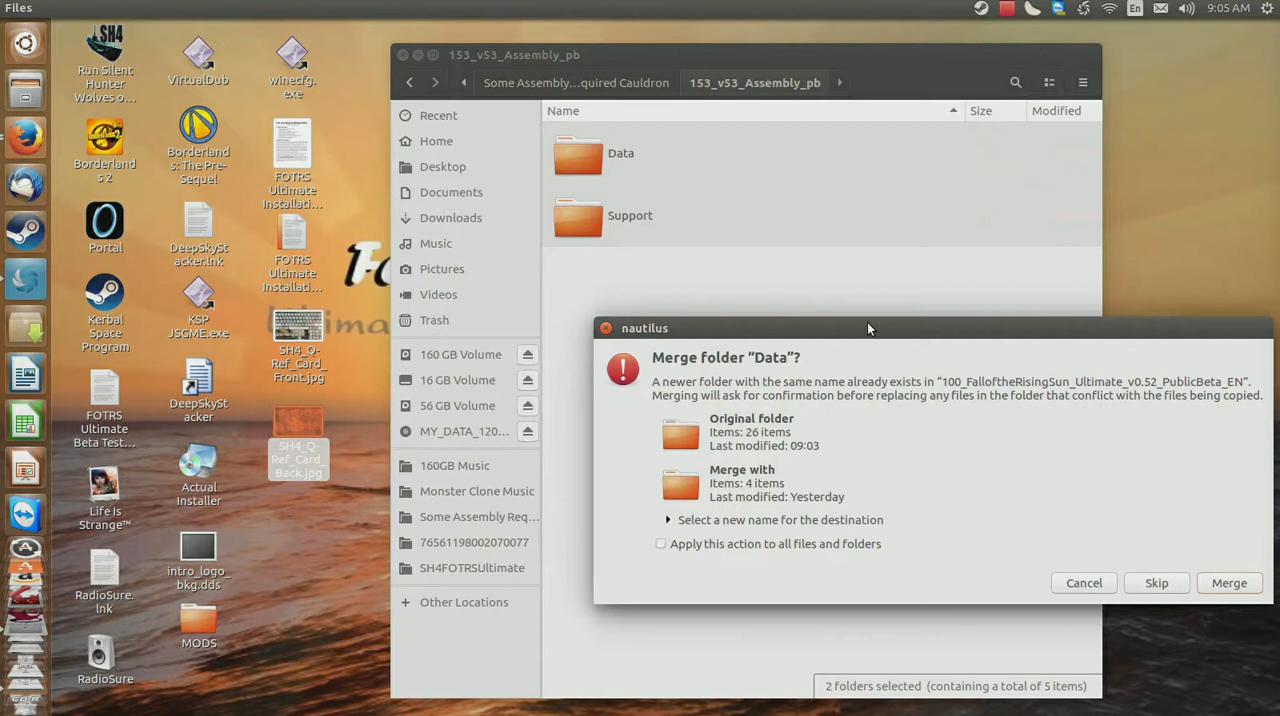 Files
En
9:05 AM
SH4
Run Silent
Hunter
Wolves o...
VirtualDub
winecfg.
exe
Borderlands
2
Borderland
s: The Pre-
Sequel
FOTRS
Ultimate
Installati...
Portal
DeepSkySt
acker.lnk
FOTRS
Ultimate
Installati...
Kerbal
Space
Program
KSP
JSGME.exe
SH4_Q-
Ref_Card_
Front.jpg
FOTRS
Ultimate
Beta Test...
DeepSkySt
acker
SH4_Q-
Ref_Card_
Back.jpg
Life Is
Strange™
Actual
Installer
RadioSure.
lnk
intro_logo_
bkg.dds
MODS
RadioSure
153_v53_Assembly_pb
Some Assembly...quired Cauldron
153_v53_Assembly_pb
Recent
Home
Desktop
Documents
Downloads
Music
Pictures
Videos
Trash
160 GB Volume
16 GB Volume
56 GB Volume
MY_DATA_120...
160GB Music
Monster Clone Music
Some Assembly Req...
76561198002070077
SH4FOTRSUltimate
Other Locations
Name Size Modified
Data
Support
nautilus
Merge folder “Data”?
A newer folder with the same name already exists in “100_FalloftheRisingSun_Ultimate_v0.52_PublicBeta_EN”.
Merging will ask for confirmation before replacing any files in the folder that conflict with the files being copied.
Original folder
Items: 26 items
Last modified: 09:03
Merge with
Items: 4 items
Last modified: Yesterday
Select a new name for the destination
Apply this action to all files and folders
Cancel Skip Merge
2 folders selected (containing a total of 5 items)